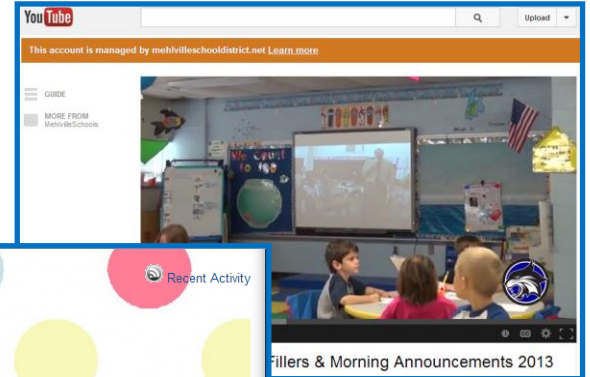 YouTube
Upload
This account is managed by mehlvilleschooldistrict.net Learn more
GUIDE
MORE FROM
MehlvilleSchools
We Count
to 100
Recent Activity
Fillers & Morning Announcements 2013